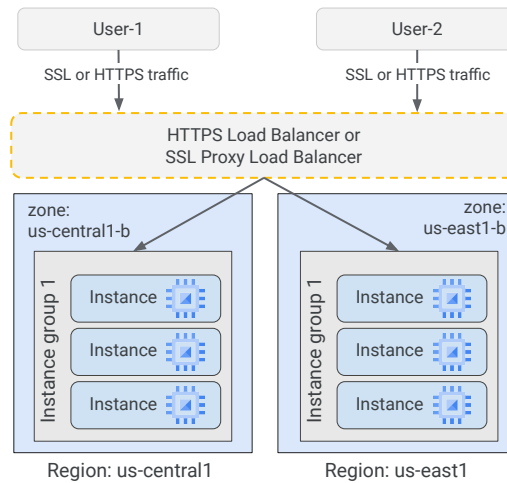 User-1
User-2
SSL or HTTPS traffic
SSL or HTTPS traffic
HTTPS Load Balancer or
SSL Proxy Load Balancer
zone:
us-central1-b
Instance group 1
Instance
Instance
Instance
Region: us-central1
zone:
us-east1-b
Instance group 1
Instance
Instance
Instance
Region: us-east1